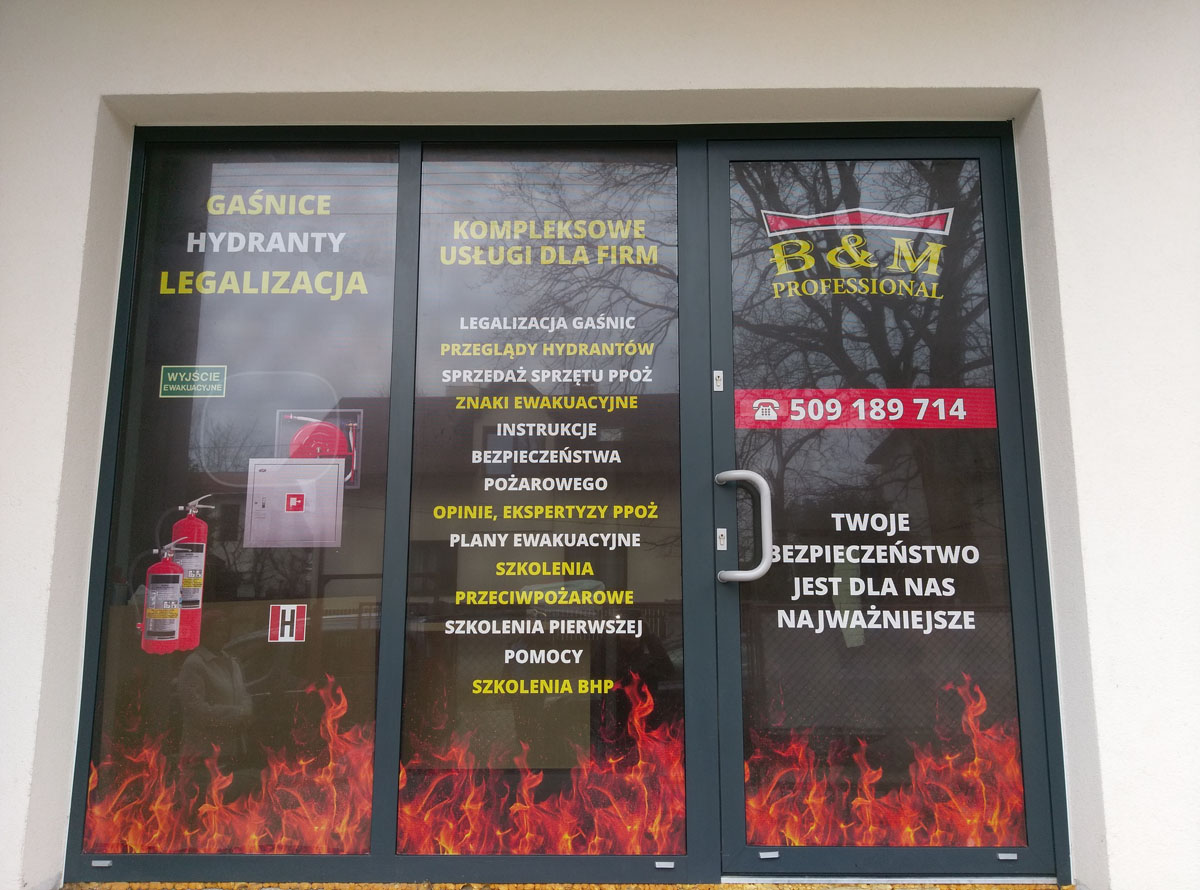 GAŚNICE
HYDRANTY
LEGALIZACJA
WYJŚCIE
EWAKUACYJNE
H
KOMPLEKSOWE
USŁUGI DLA FIRM
LEGALIZACJA GAŚNIC
PRZEGLĄDY HYDRANTÓW
SPRZEDAŻ SPRZĘTU PPOŻ
ZNAKI EWAKUACYJNE
INSTRUKCJE
BEZPIECZEŃSTWA
POŻAROWEGO
OPINIE, EKSPERTYZY PPOŻ
PLANY EWAKUACYJNE
SZKOLENIA
PRZECIWPOŻAROWE
SZKOLENIA PIERWSZEJ
POMOCY
SZKOLENIA BHP
B & M
PROFESSIONAL
509 189 714
TWOJE
BEZPIECZEŃSTWO
JEST DLA NAS
NAJWAŻNIEJSZE